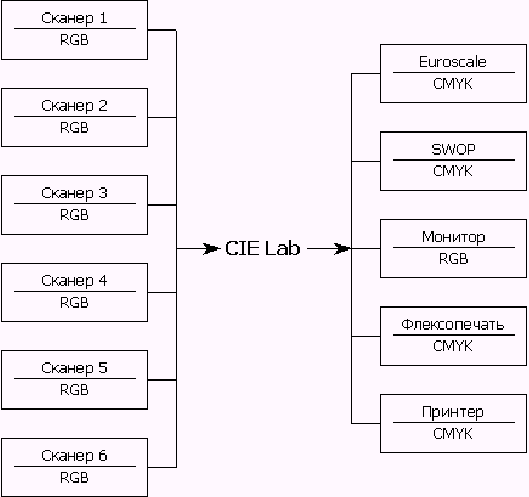 Сканер 1
RGB
Сканер 2
RGB
Сканер 3
RGB
Сканер 4
RGB
Сканер 5
RGB
Сканер 6
RGB
CIE Lab
Euroscale
CMYK
SWOP
CMYK
Монитор
RGB
Флексопечать
CMYK
Принтер
CMYK